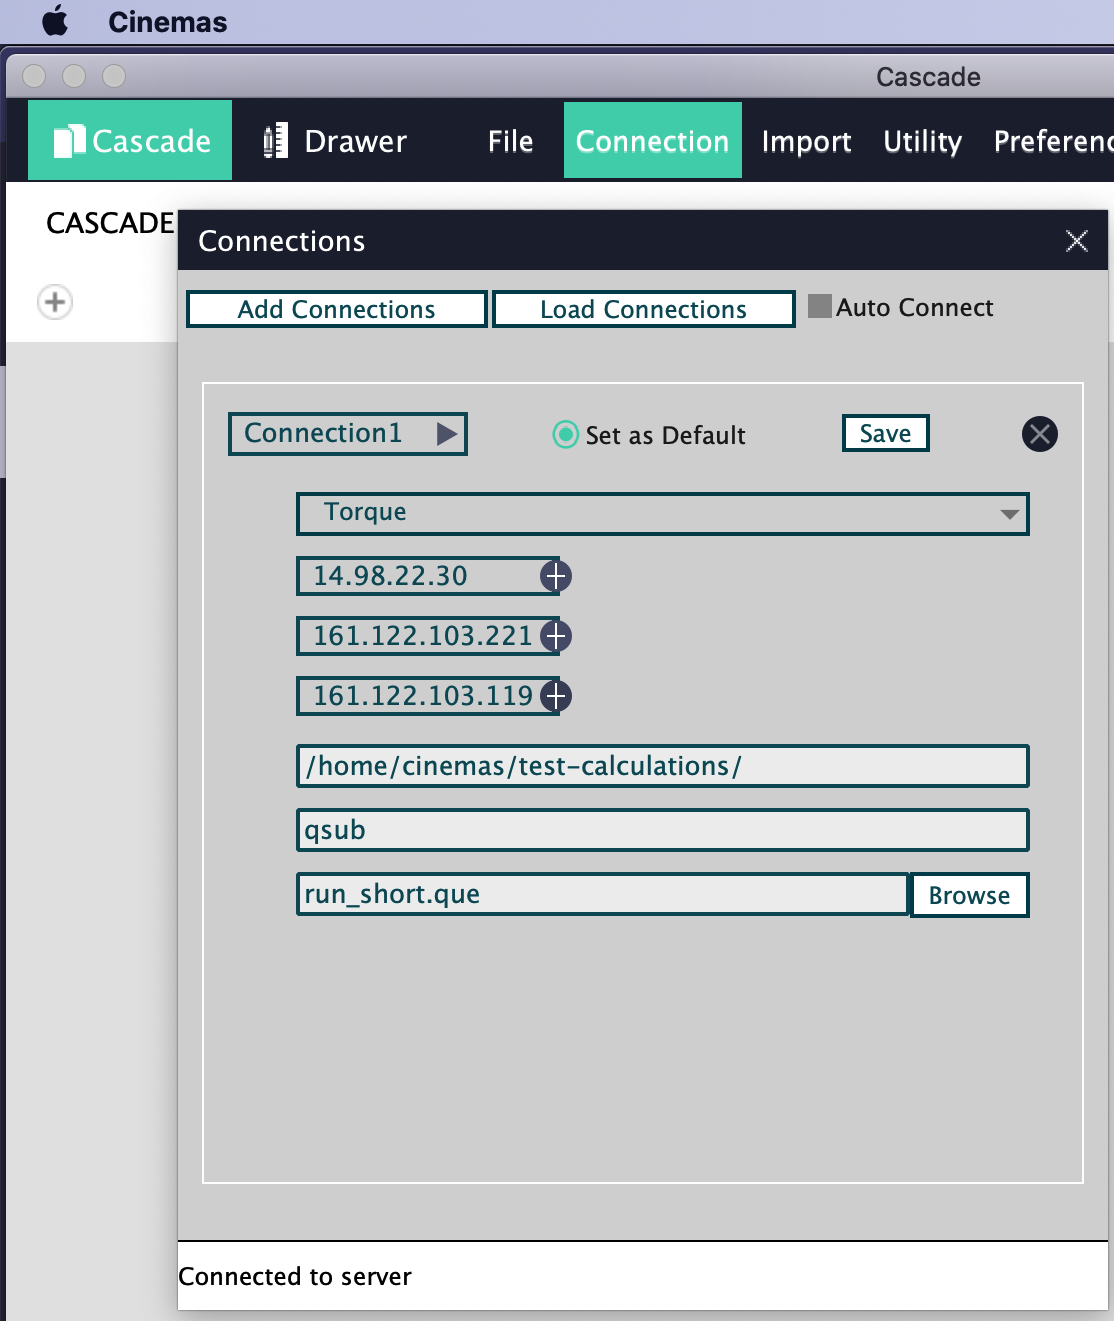 Cinemas
Cascade
Cascade Drawer File Connection Import Utility
CASCADE
Connections
Add Connections Load Connections Auto Connect
Connection1 Set as Default Save
Torque
14.98.22.30
161.122.103.221
161.122.103.119
/home/cinemas/test-calculations/
qsub
run_short.que Browse
Connected to server